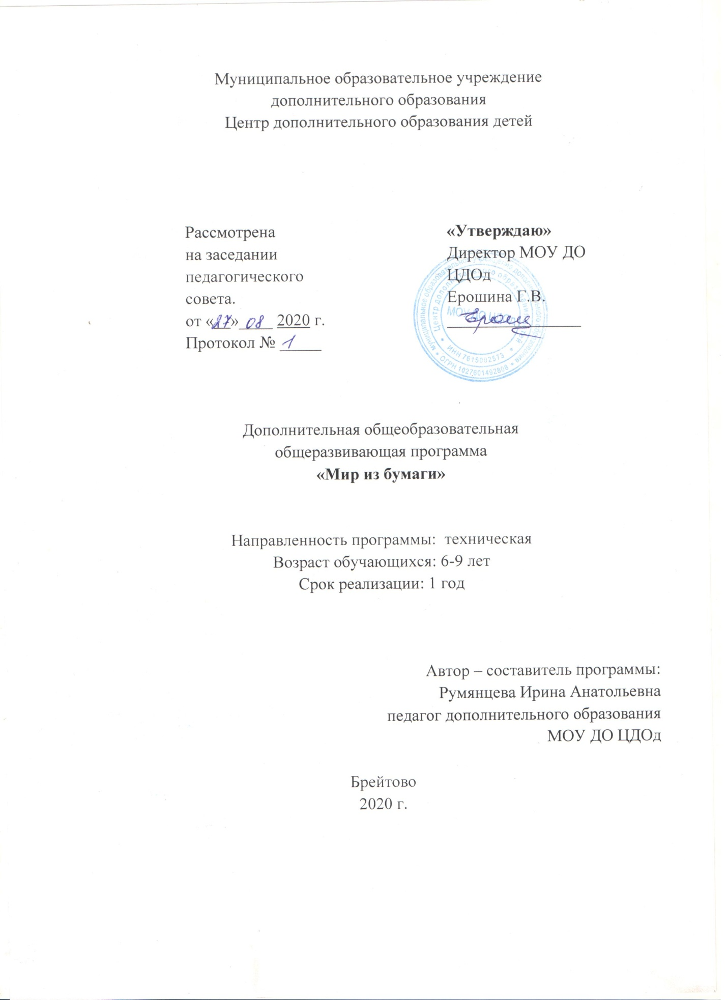 Муниципальное образовательное учреждение
дополнительного образования
Центр дополнительного образования детей
Рассмотрена
на заседании
педагогического
совета.
от «27» 08 2020 г.
Протокол № 1
«Утверждаю»
Директор МОУ ДО
ЦДОд
Ерошина Г.В.
Муниципальное образовательное учреждение дополнительного образования • ОГРН 1027601492808 •
Центр дополнительного образования детей • ИНН 7615002573 •
МОУ ДО ЦДОд
Дополнительная общеобразовательная
общеразвивающая программа
«Мир из бумаги»
Направленность программы:  техническая
Возраст обучающихся: 6-9 лет
Срок реализации: 1 год
Автор – составитель программы:
Румянцева Ирина Анатольевна
педагог дополнительного образования
МОУ ДО ЦДОд
Брейтово
2020 г.